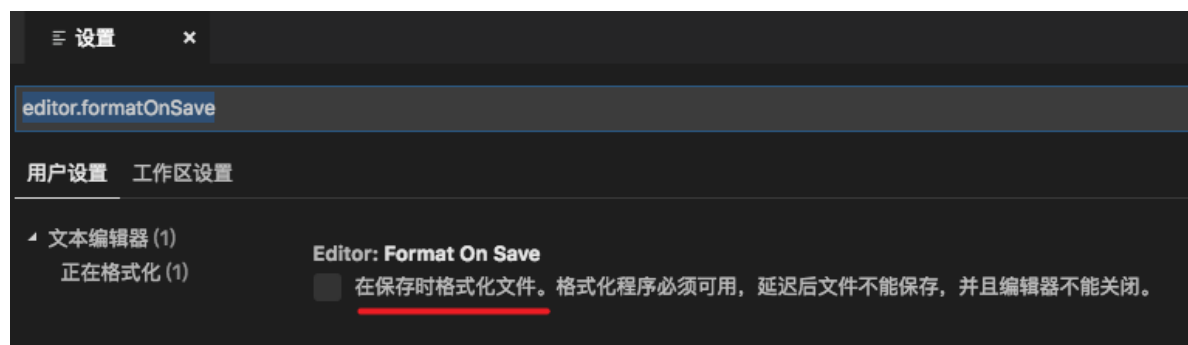 设置
editor.formatOnSave
用户设置 工作区设置
文本编辑器 (1)
正在格式化 (1)
Editor: Format On Save
在保存时格式化文件。格式化程序必须可用，延迟后文件不能保存，并且编辑器不能关闭。